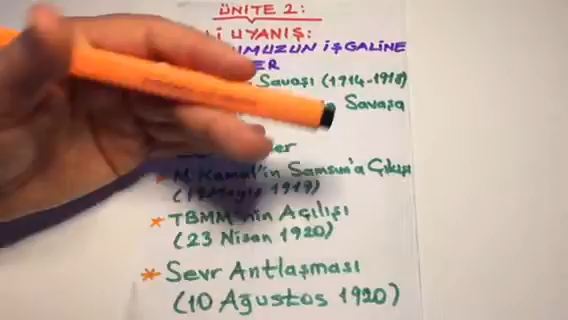 ÜNİTE 2:
UYANIŞ:
İŞGALİNE
Savaşı (1914-1918)
Savaşa
* M. Kemal'in Samsun'a Çıkışı
(19 Mayıs 1919)
* TBMM'nin Açılışı
(23 Nisan 1920)
* Sevr Antlaşması
(10 Ağustos 1920)